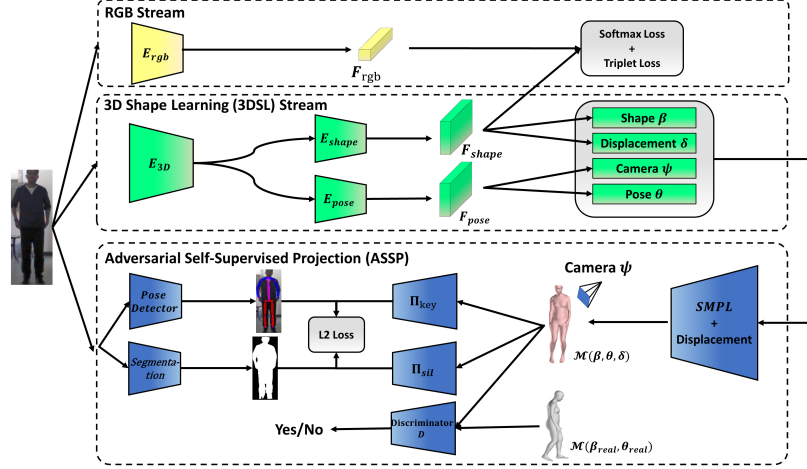 RGB Stream
E_rgb
F_rgb
Softmax Loss
+
Triplet Loss
3D Shape Learning (3DSL) Stream
E_3D
E_shape
F_shape
E_pose
F_pose
Shape β
Displacement δ
Camera ψ
Pose θ
Adversarial Self-Supervised Projection (ASSP)
Pose
Detector
Segmenta-
tion
L2 Loss
Π_key
Π_sil
Camera ψ
ℳ(β, θ, δ)
SMPL
+
Displacement
Yes/No
Discriminator
D
ℳ(β_real, θ_real)